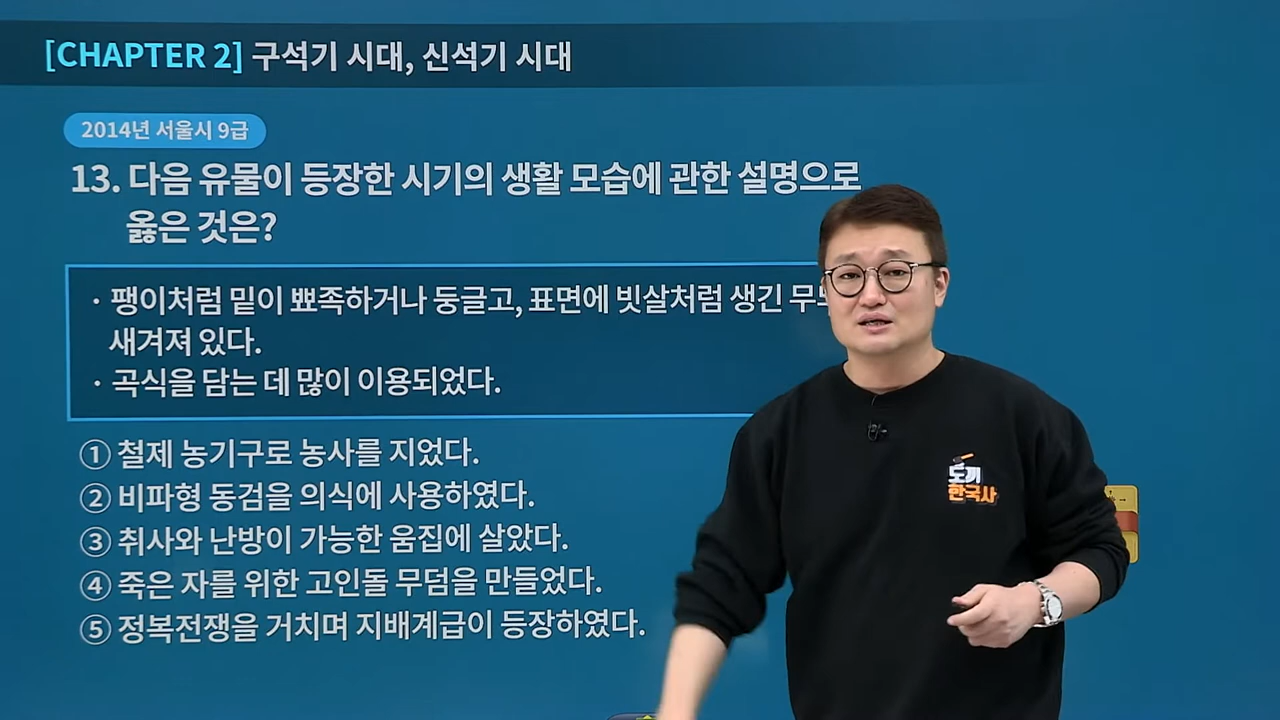 [CHAPTER 2] 구석기 시대, 신석기 시대
2014년 서울시 9급
13. 다음 유물이 등장한 시기의 생활 모습에 관한 설명으로
옳은 것은?
· 팽이처럼 밑이 뾰족하거나 둥글고, 표면에 빗살처럼 생긴
새겨져 있다.
· 곡식을 담는 데 많이 이용되었다.
① 철제 농기구로 농사를 지었다.
② 비파형 동검을 의식에 사용하였다.
③ 취사와 난방이 가능한 움집에 살았다.
④ 죽은 자를 위한 고인돌 무덤을 만들었다.
⑤ 정복전쟁을 거치며 지배계급이 등장하였다.
도끼
한국사